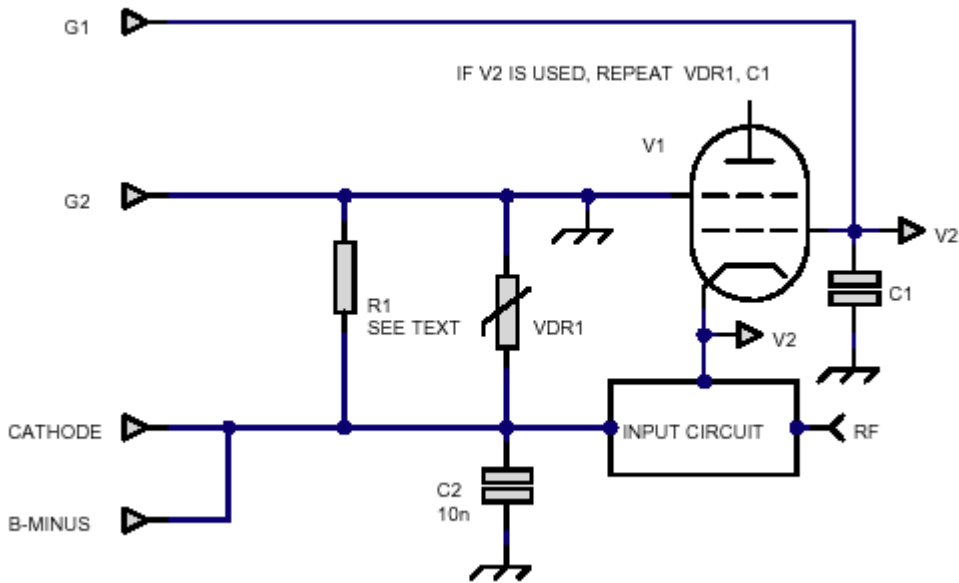 G1
IF V2 IS USED, REPEAT VDR1, C1
V1
G2
V2
R1
SEE TEXT
VDR1
C1
V2
CATHODE
INPUT CIRCUIT
RF
C2
10n
B-MINUS